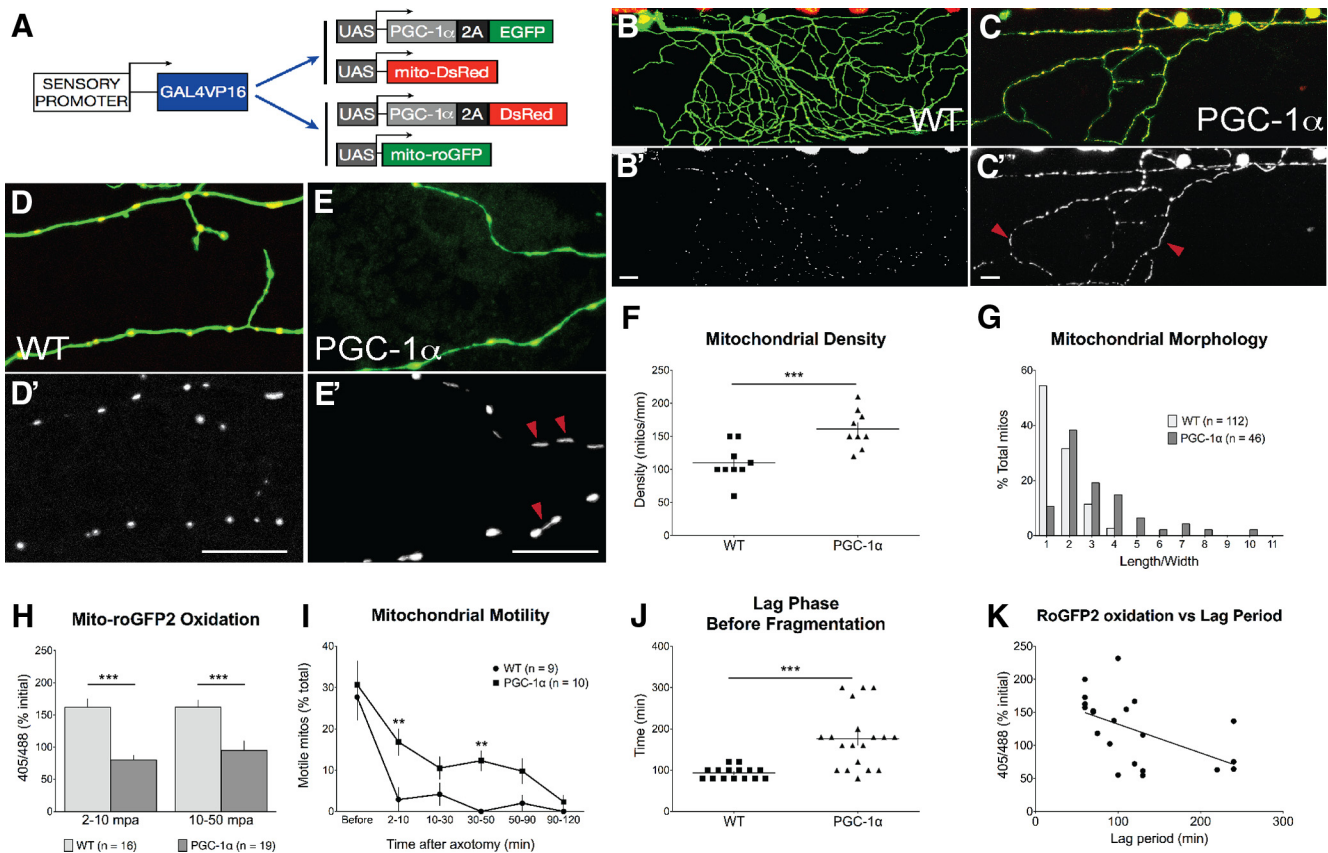 A
SENSORY
PROMOTER
GAL4VP16
UAS PGC-1α 2A EGFP
UAS mito-DsRed
UAS PGC-1α 2A DsRed
UAS mito-roGFP
B
WT
B'
C
PGC-1α
C'
D
WT
D'
E
PGC-1α
E'
F
Mitochondrial Density
Density (mitos/mm)
250
200
150
100
50
0
***
WT
PGC-1α
G
Mitochondrial Morphology
% Total mitos
60
40
20
0
WT (n = 112)
PGC-1α (n = 46)
1 2 3 4 5 6 7 8 9 10 11
Length/Width
H
Mito-roGFP2 Oxidation
405/488 (% initial)
200
150
100
50
0
*** ***
2-10 mpa 10-50 mpa
WT (n = 16) PGC-1α (n = 19)
I
Mitochondrial Motility
Motile mitos (% total)
40
30
20
10
0
WT (n = 9)
PGC-1α (n = 10)
** **
Before 2-10 10-30 30-50 50-90 90-120
Time after axotomy (min)
J
Lag Phase
Before Fragmentation
Time (min)
400
300
200
100
0
***
WT PGC-1α
K
RoGFP2 oxidation vs Lag Period
405/488 (% initial)
250
200
150
100
50
0
0 100 200 300
Lag period (min)